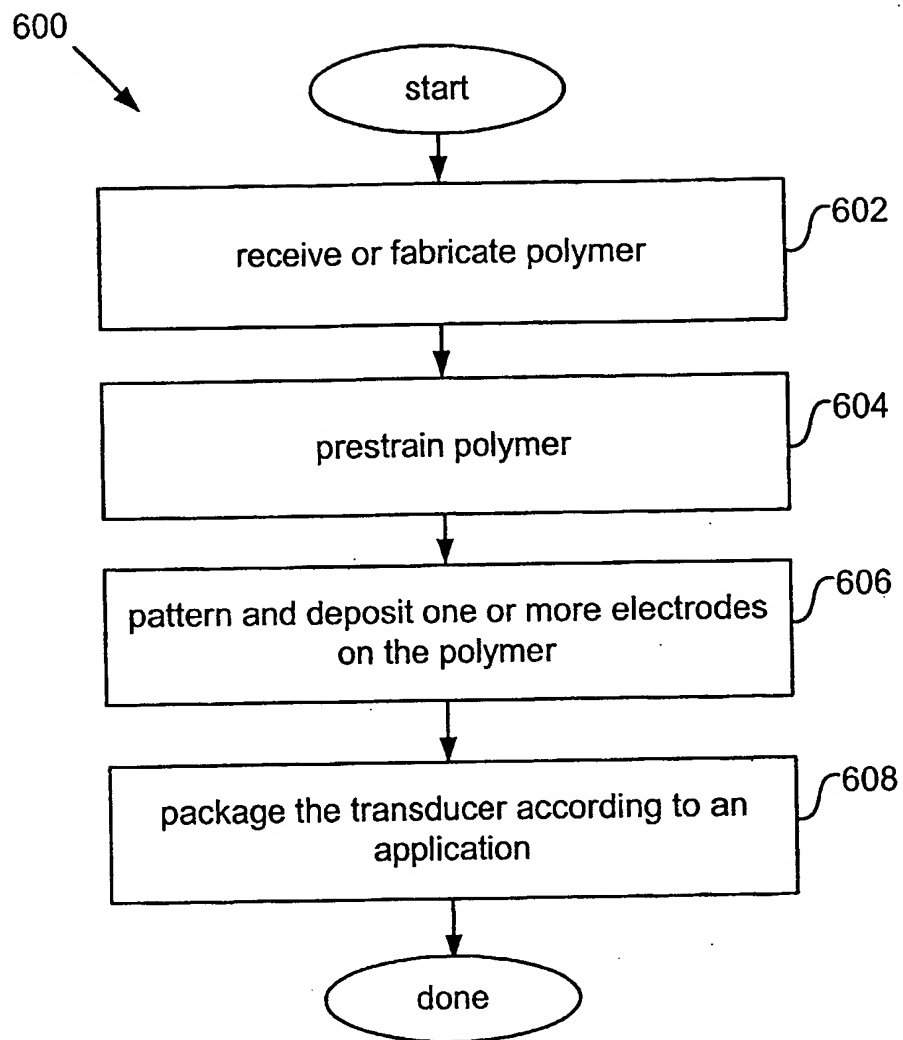 600
start
receive or fabricate polymer
602
prestrain polymer
604
pattern and deposit one or more electrodes
on the polymer
606
package the transducer according to an
application
608
done